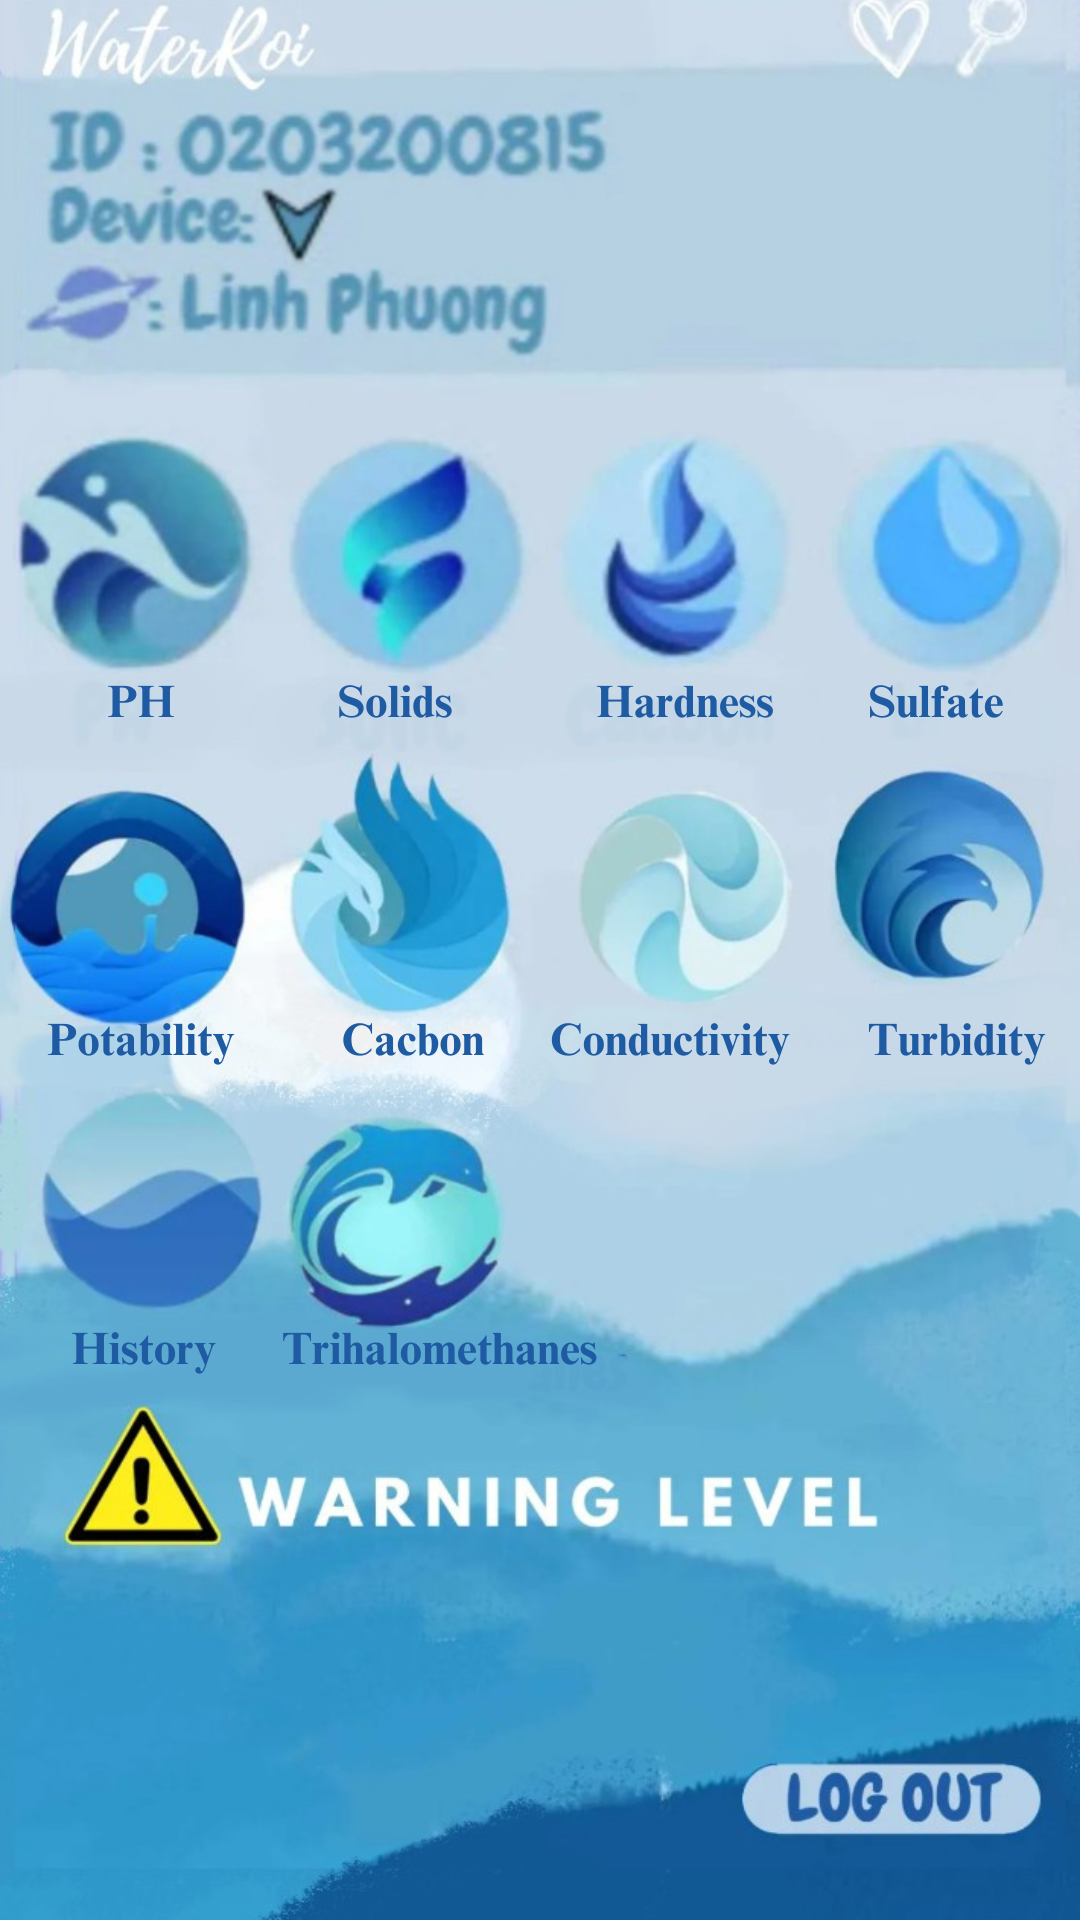 WaterRoi
ID : 0203200815
Device:
: Linh Phuong
PH Solids Hardness Sulfate
Potability Cacbon Conductivity Turbidity
History Trihalomethanes
WARNING LEVEL
LOG OUT